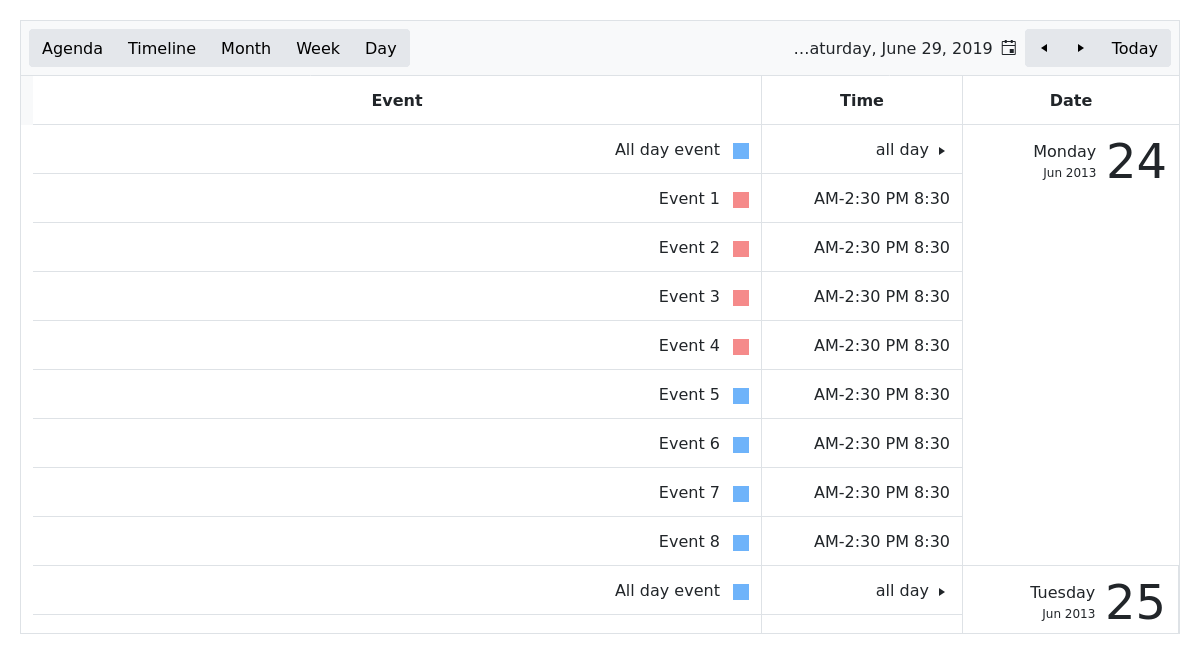 Agenda Timeline Month Week Day ...aturday, June 29, 2019 Today
Event Time Date
All day event all day Monday 24
Jun 2013
Event 1 AM-2:30 PM 8:30
Event 2 AM-2:30 PM 8:30
Event 3 AM-2:30 PM 8:30
Event 4 AM-2:30 PM 8:30
Event 5 AM-2:30 PM 8:30
Event 6 AM-2:30 PM 8:30
Event 7 AM-2:30 PM 8:30
Event 8 AM-2:30 PM 8:30
All day event all day Tuesday 25
Jun 2013